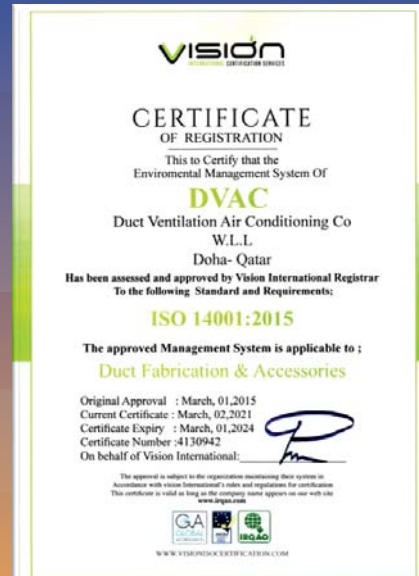 VISION
INTERNATIONAL CERTIFICATION SERVICES
CERTIFICATE
OF REGISTRATION
This to Certify that the
Enviromental Management System Of
DVAC
Duct Ventilation Air Conditioning Co
W.L.L
Doha- Qatar
Has been assessed and approved by Vision International Registrar
To the following Standard and Requirements;
ISO 14001:2015
The approved Management System is applicable to ;
Duct Fabrication & Accessories
Original Approval : March, 01,2015
Current Certificate : March, 02,2021
Certificate Expiry : March, 01,2024
Certificate Number :4130942
On behalf of Vision International:
The approval is subject to the organization maintaining their system in
Accordance with vision International's roles and regulations for certification
This certificate is valid as long as the company name appears on our web site
www.irqao.com
GA
GLOBAL
IRQAO
WWW.VISIONISOCERTIFICATION.COM